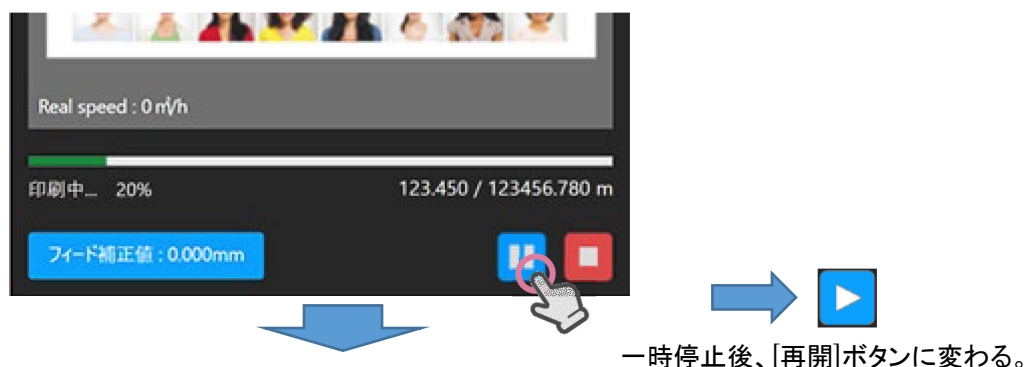 Real speed : 0 ㎡/h
印刷中... 20%
123.450 / 123456.780 m
フィード補正値 : 0.000mm
一時停止後、[再開]ボタンに変わる。